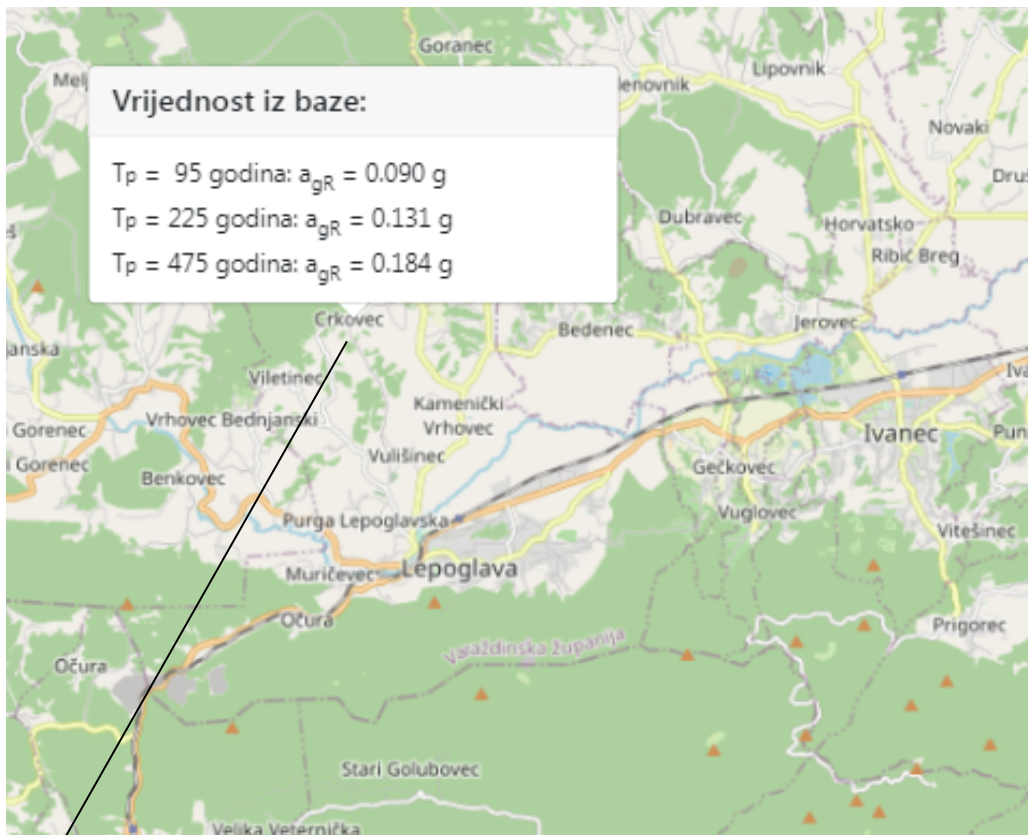 Goranec
Lipovnik
Vrijednost iz baze:
Novaki
Tp = 95 godina: agR = 0.090 g
Tp = 225 godina: agR = 0.131 g
Tp = 475 godina: agR = 0.184 g
Dubravec
Horvatsko
Ribić Breg
Crkovec
Bedenec
Jerovec
Viletinec
Kamenički
Vrhovec
Vrhovec Bednjanski
Gorenec
Ivanec
Vulišinec
Gorenec
Gečkovec
Benkovec
Vuglovec
Purga Lepoglavska
Vitešinec
Muričevec
Lepoglava
Očura
Prigorec
Varaždinska županija
Očura
Stari Golubovec
Velika Veternička